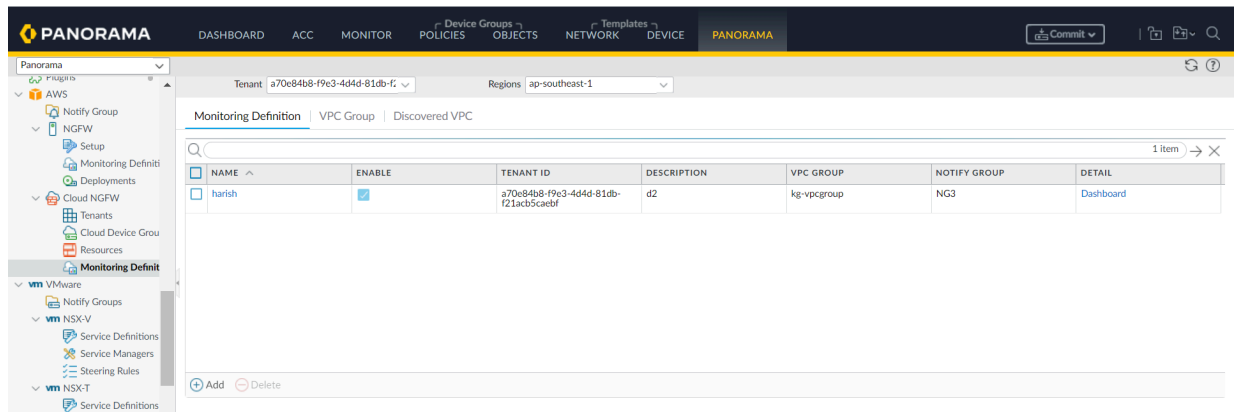 PANORAMA
DASHBOARD ACC MONITOR POLICIES OBJECTS NETWORK DEVICE PANORAMA
Device Groups
Templates
Commit
Panorama
Plugins
AWS
Notify Group
NGFW
Setup
Monitoring Definiti
Deployments
Cloud NGFW
Tenants
Cloud Device Grou
Resources
Monitoring Definit
vm VMware
Notify Groups
vm NSX-V
Service Definitions
Service Managers
Steering Rules
vm NSX-T
Service Definitions
Tenant a70e84b8-f9e3-4d4d-81db-f2 Regions ap-southeast-1
Monitoring Definition | VPC Group | Discovered VPC
1 item
NAME ENABLE TENANT ID DESCRIPTION VPC GROUP NOTIFY GROUP DETAIL
harish a70e84b8-f9e3-4d4d-81db- d2 kg-vpcgroup NG3 Dashboard
f21acb5caebf
Add Delete